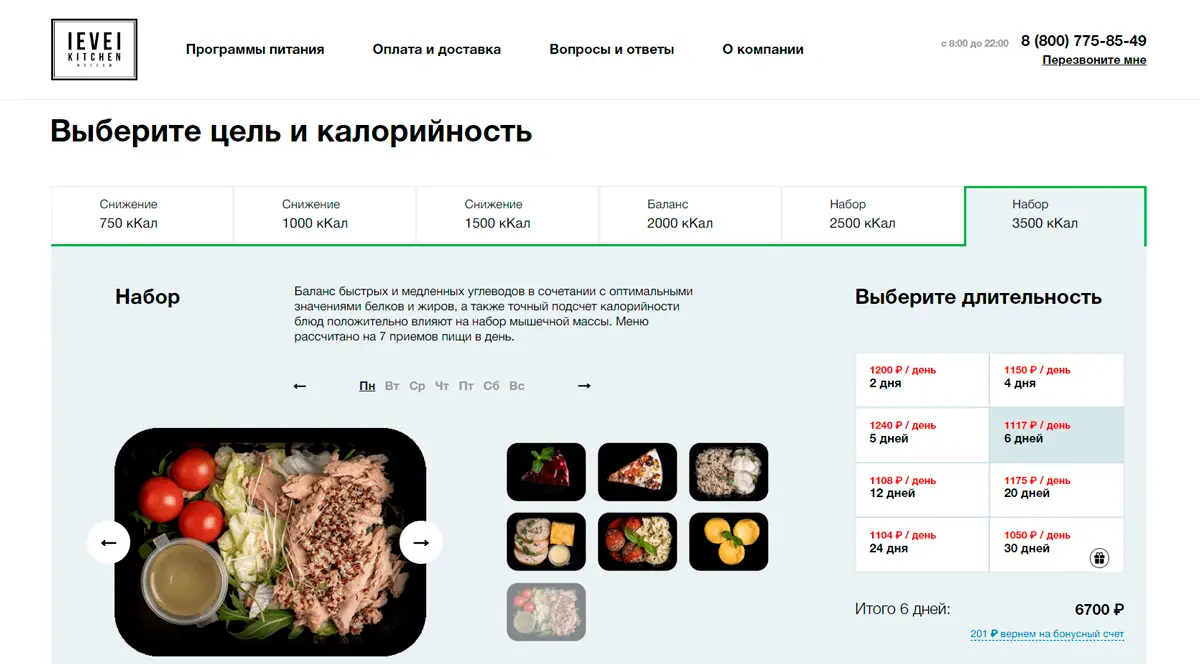 IEVEI
KITCHEN
MOSCOW
Программы питания
Оплата и доставка
Вопросы и ответы
О компании
с 8:00 до 22:00
8 (800) 775-85-49
Перезвоните мне
Выберите цель и калорийность
Снижение
750 кКал
Снижение
1000 кКал
Снижение
1500 кКал
Баланс
2000 кКал
Набор
2500 кКал
Набор
3500 кКал
Набор
Баланс быстрых и медленных углеводов в сочетании с оптимальными
значениями белков и жиров, а также точный подсчет калорийности
блюд положительно влияют на набор мышечной массы. Меню
рассчитано на 7 приемов пищи в день.
← Пн Вт Ср Чт Пт Сб Вс →
Выберите длительность
1200 ₽ / день
2 дня
1150 ₽ / день
4 дня
1240 ₽ / день
5 дней
1117 ₽ / день
6 дней
1108 ₽ / день
12 дней
1175 ₽ / день
20 дней
1104 ₽ / день
24 дня
1050 ₽ / день
30 дней
Итого 6 дней:
6700 ₽
201 ₽ вернем на бонусный счет